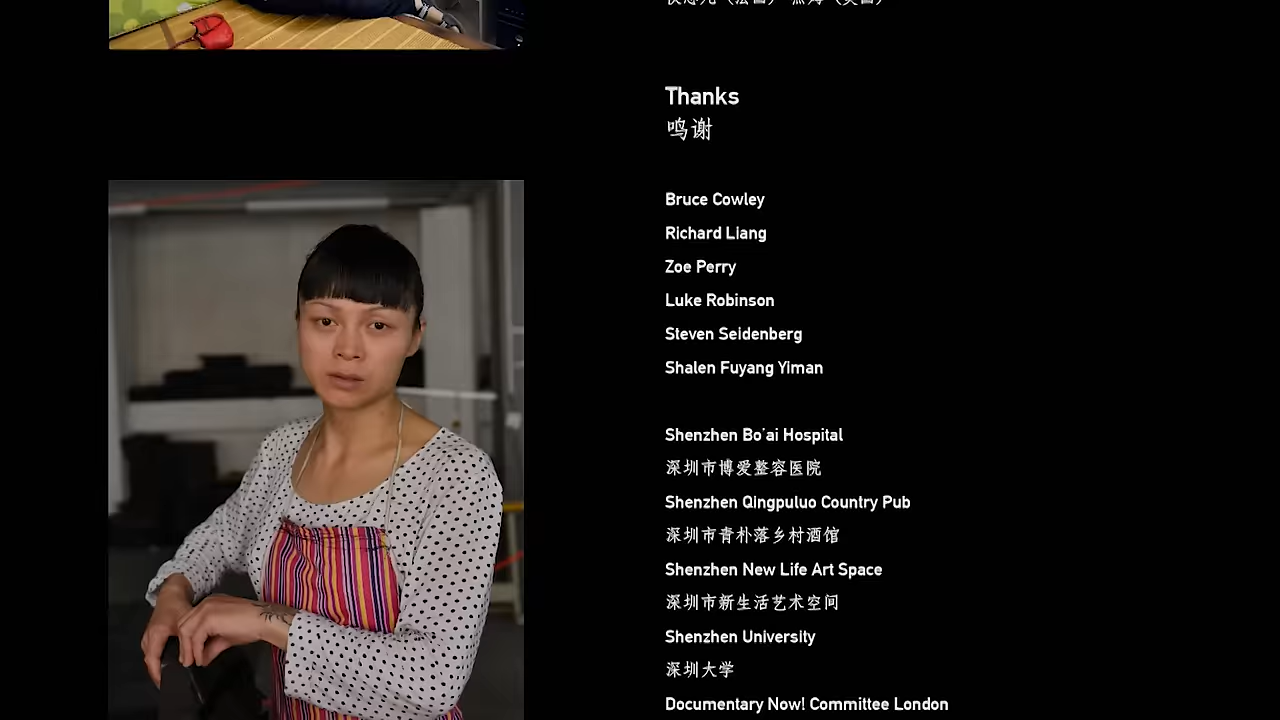 Thanks
鸣谢
Bruce Cowley
Richard Liang
Zoe Perry
Luke Robinson
Steven Seidenberg
Shalen Fuyang Yiman
Shenzhen Bo'ai Hospital
深圳市博爱整容医院
Shenzhen Qingpuluo Country Pub
深圳市青朴落乡村酒馆
Shenzhen New Life Art Space
深圳市新生活艺术空间
Shenzhen University
深圳大学
Documentary Now! Committee London